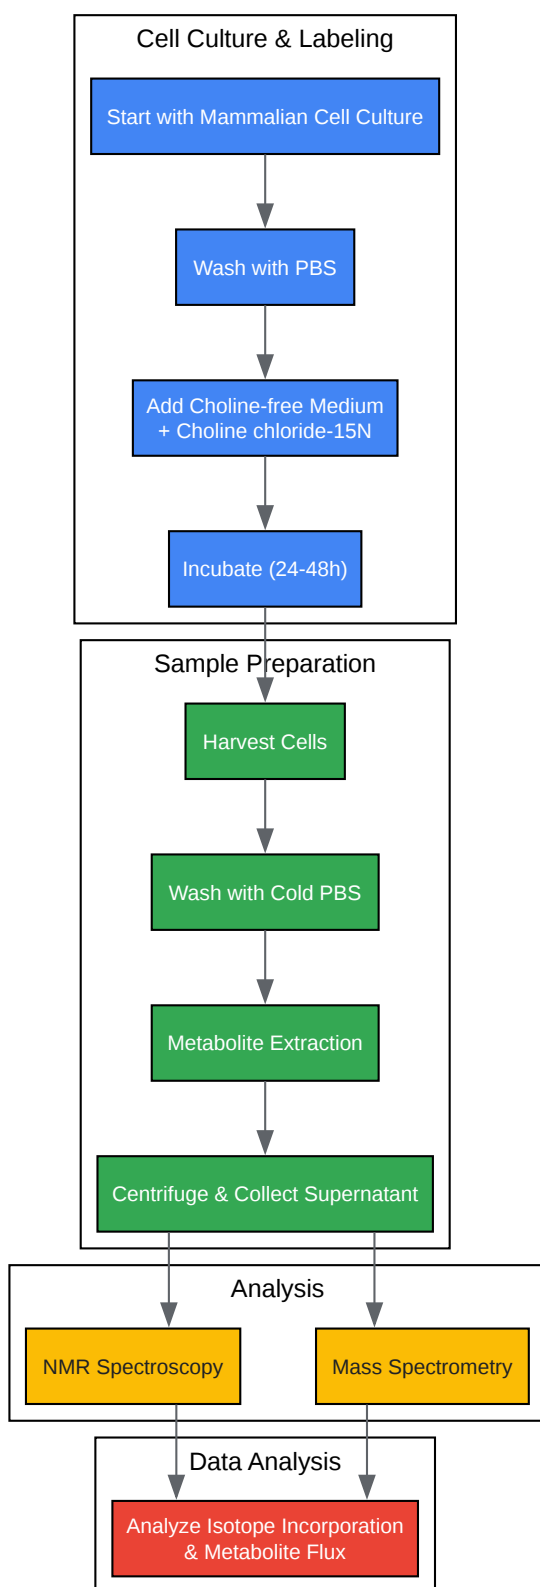 Cell Culture & Labeling
Start with Mammalian Cell Culture
Wash with PBS
Add Choline-free Medium
+ Choline chloride-15N
Incubate (24-48h)
Sample Preparation
Harvest Cells
Wash with Cold PBS
Metabolite Extraction
Centrifuge & Collect Supernatant
Analysis
NMR Spectroscopy
Mass Spectrometry
Data Analysis
Analyze Isotope Incorporation
& Metabolite Flux